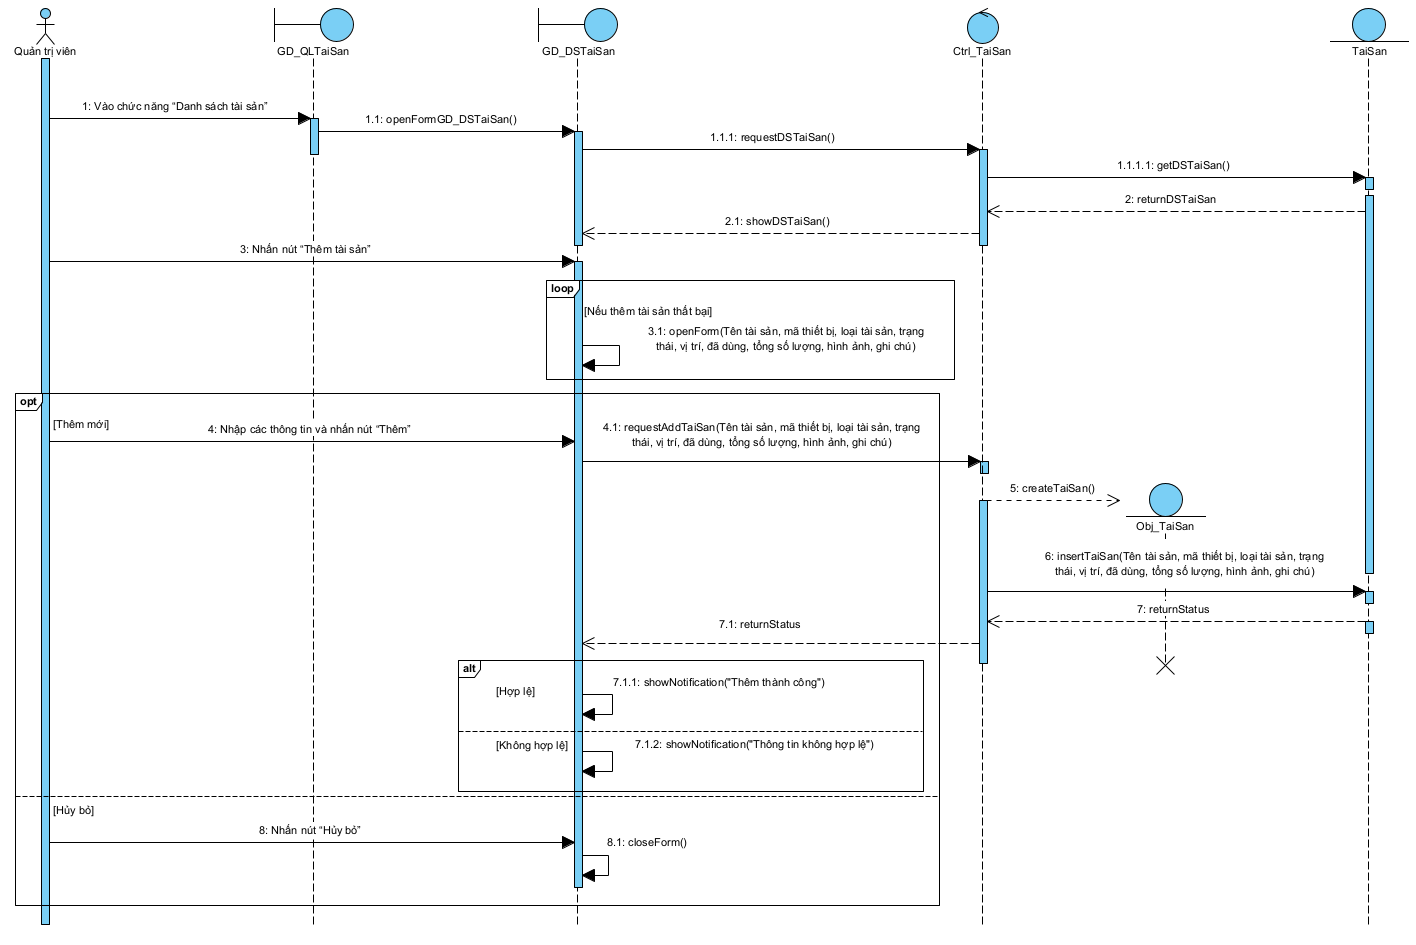 Quản trị viên
GD_QLTaiSan
GD_DSTaiSan
Ctrl_TaiSan
TaiSan
1: Vào chức năng “Danh sách tài sản”
1.1: openFormGD_DSTaiSan()
1.1.1: requestDSTaiSan()
1.1.1.1: getDSTaiSan()
2: returnDSTaiSan
2.1: showDSTaiSan()
3: Nhấn nút “Thêm tài sản”
loop
[Nếu thêm tài sản thất bại]
3.1: openForm(Tên tài sản, mã thiết bị, loại tài sản, trạng
thái, vị trí, đã dùng, tổng số lượng, hình ảnh, ghi chú)
opt
[Thêm mới]
4: Nhập các thông tin và nhấn nút “Thêm”
4.1: requestAddTaiSan(Tên tài sản, mã thiết bị, loại tài sản, trạng
thái, vị trí, đã dùng, tổng số lượng, hình ảnh, ghi chú)
5: createTaiSan()
Obj_TaiSan
6: insertTaiSan(Tên tài sản, mã thiết bị, loại tài sản, trạng
thái, vị trí, đã dùng, tổng số lượng, hình ảnh, ghi chú)
7: returnStatus
7.1: returnStatus
alt
[Hợp lệ]
7.1.1: showNotification("Thêm thành công")
[Không hợp lệ]
7.1.2: showNotification("Thông tin không hợp lệ")
[Hủy bỏ]
8: Nhấn nút “Hủy bỏ”
8.1: closeForm()